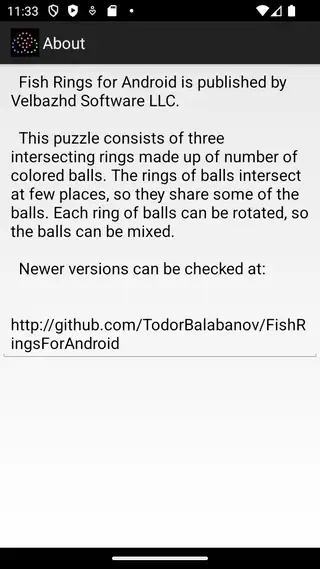 11:33
About
Fish Rings for Android is published by
Velbazhd Software LLC.
This puzzle consists of three
intersecting rings made up of number of
colored balls. The rings of balls intersect
at few places, so they share some of the
balls. Each ring of balls can be rotated, so
the balls can be mixed.
Newer versions can be checked at:
http://github.com/TodorBalabanov/FishR
ingsForAndroid